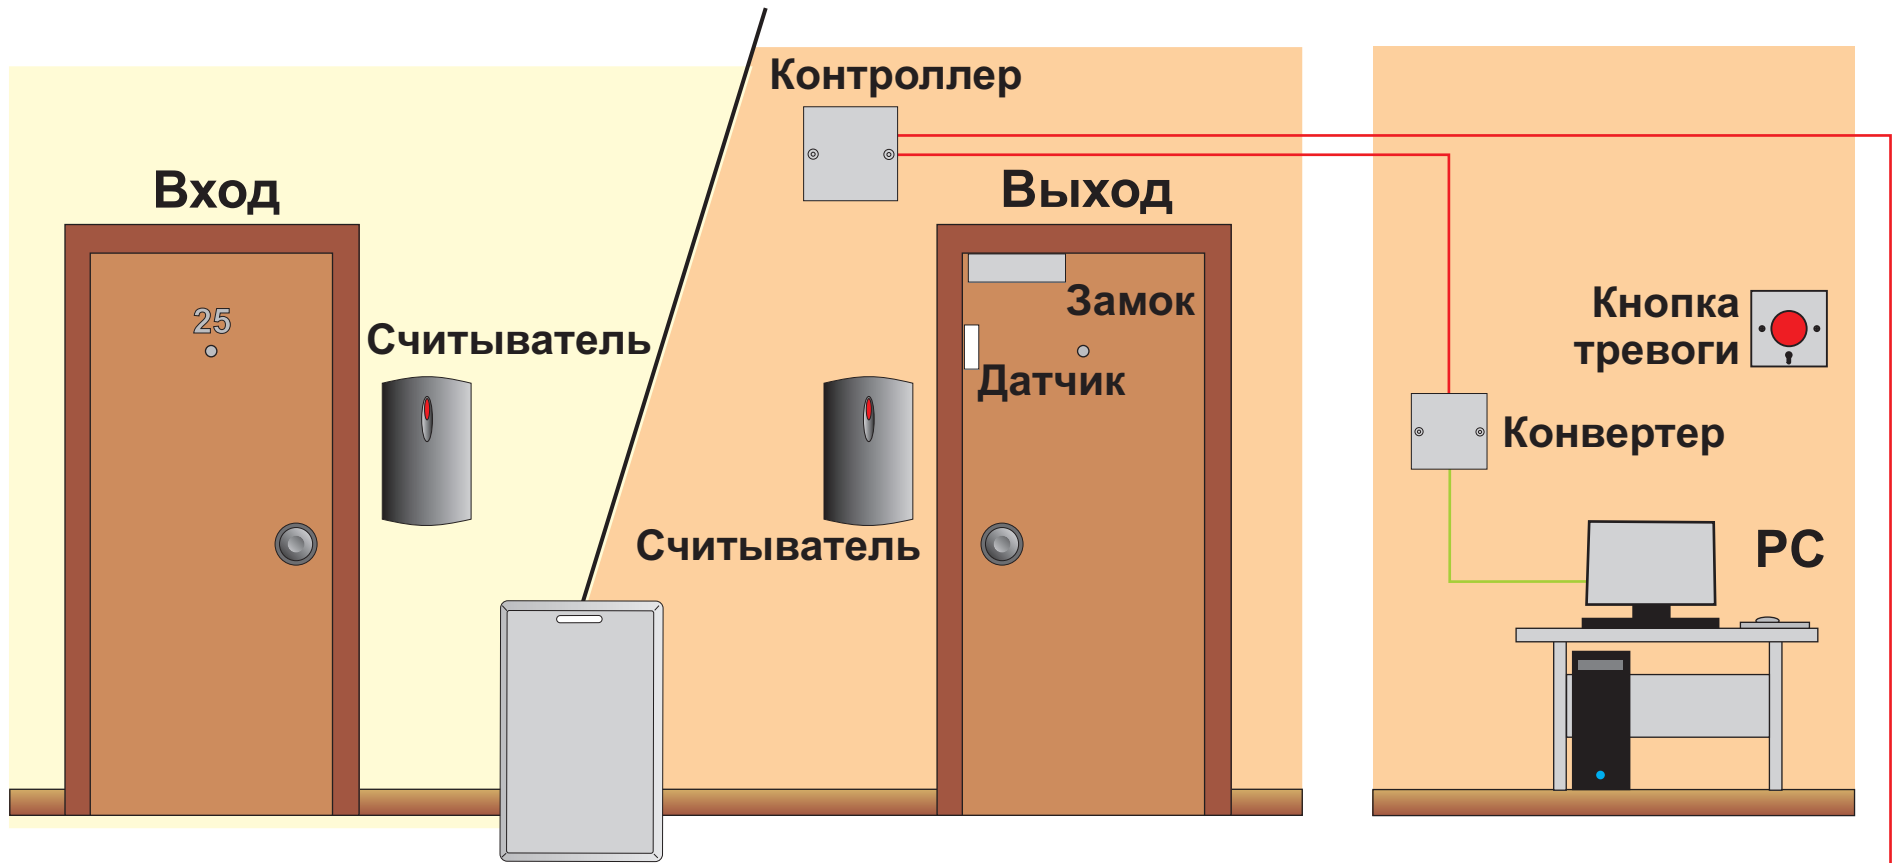 Контроллер
Вход
Выход
25
Считыватель
Замок
Датчик
Считыватель
Кнопка
тревоги
Конвертер
PC